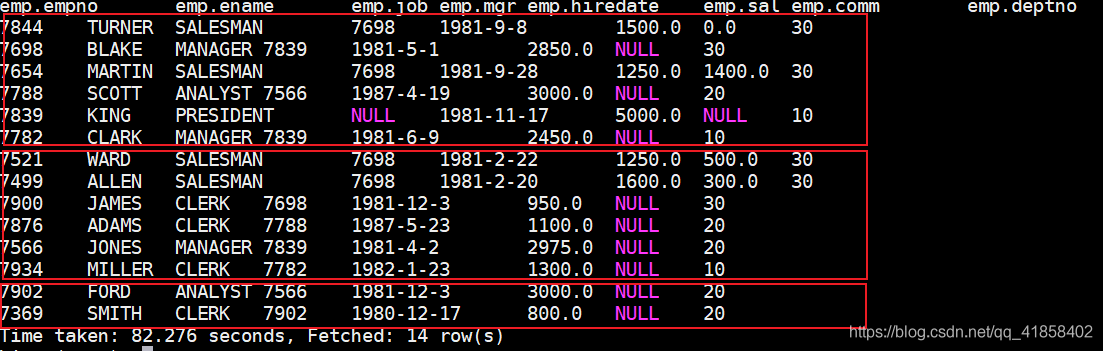 emp.empno emp.ename emp.job emp.mgr emp.hiredate emp.sal emp.comm emp.deptno
7844 TURNER SALESMAN 7698 1981-9-8 1500.0 0.0 30
7698 BLAKE MANAGER 7839 1981-5-1 2850.0 NULL 30
7654 MARTIN SALESMAN 7698 1981-9-28 1250.0 1400.0 30
7788 SCOTT ANALYST 7566 1987-4-19 3000.0 NULL 20
7839 KING PRESIDENT NULL 1981-11-17 5000.0 NULL 10
7782 CLARK MANAGER 7839 1981-6-9 2450.0 NULL 10
7521 WARD SALESMAN 7698 1981-2-22 1250.0 500.0 30
7499 ALLEN SALESMAN 7698 1981-2-20 1600.0 300.0 30
7900 JAMES CLERK 7698 1981-12-3 950.0 NULL 30
7876 ADAMS CLERK 7788 1987-5-23 1100.0 NULL 20
7566 JONES MANAGER 7839 1981-4-2 2975.0 NULL 20
7934 MILLER CLERK 7782 1982-1-23 1300.0 NULL 10
7902 FORD ANALYST 7566 1981-12-3 3000.0 NULL 20
7369 SMITH CLERK 7902 1980-12-17 800.0 NULL 20
Time taken: 82.276 seconds, Fetched: 14 row(s)
https://blog.csdn.net/qq_41858402